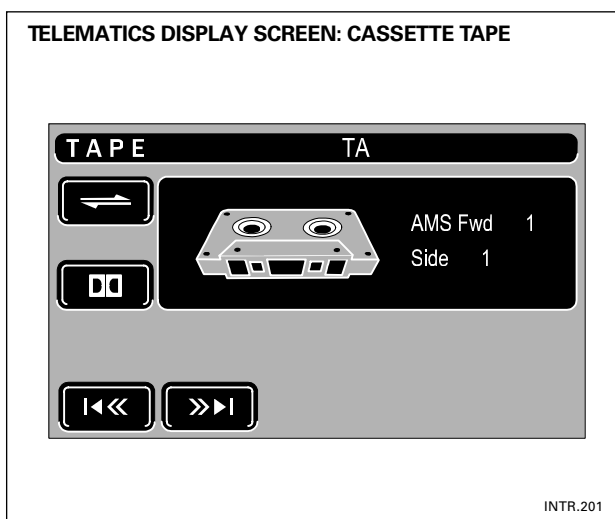 TELEMATICS DISPLAY SCREEN: CASSETTE TAPE
TAPE TA
AMS Fwd 1
Side 1
INTR.201